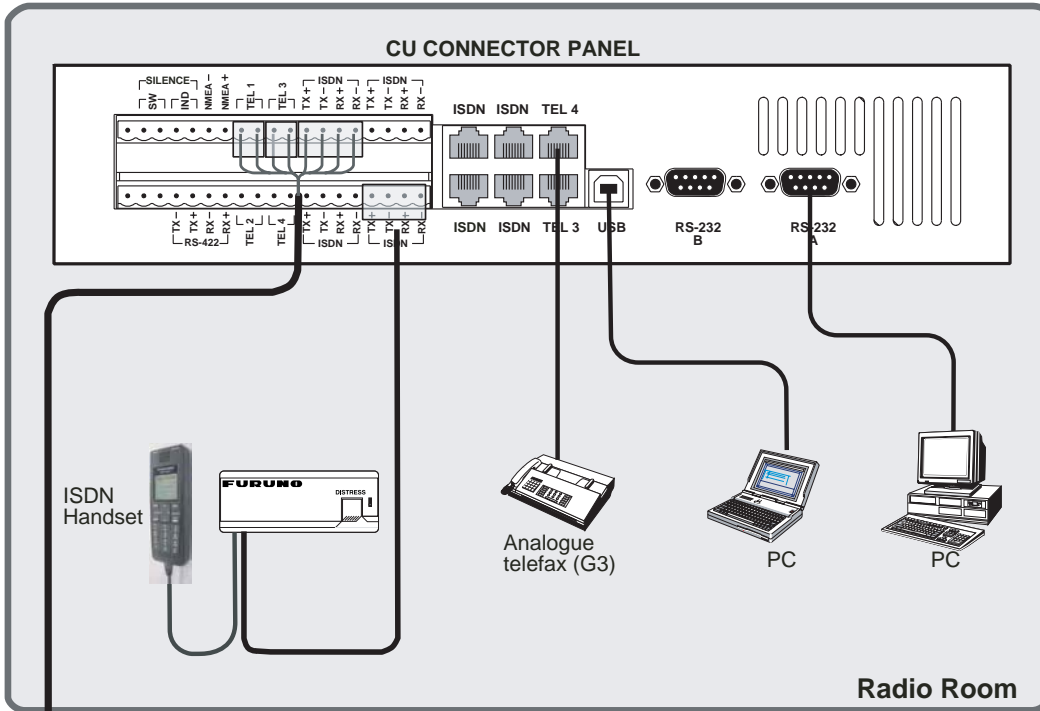 CU CONNECTOR PANEL
SILENCE
SW
IND
NMEA−
NMEA+
TEL 1
TEL 3
ISDN
TX+
TX−
RX+
RX−
ISDN
TX+
TX−
RX+
RX−
ISDN ISDN TEL 4
TX-
TX+
RX-
RX+
RS-422
TEL 2
TEL 4
TX+
TX-
RX+
RX-
ISDN
TX+
TX-
RX+
RX-
ISDN
ISDN ISDN TEL 3 USB
RS-232
B
RS-232
A
ISDN
Handset
FURUNO
DISTRESS
Analogue
telefax (G3)
PC
PC
Radio Room